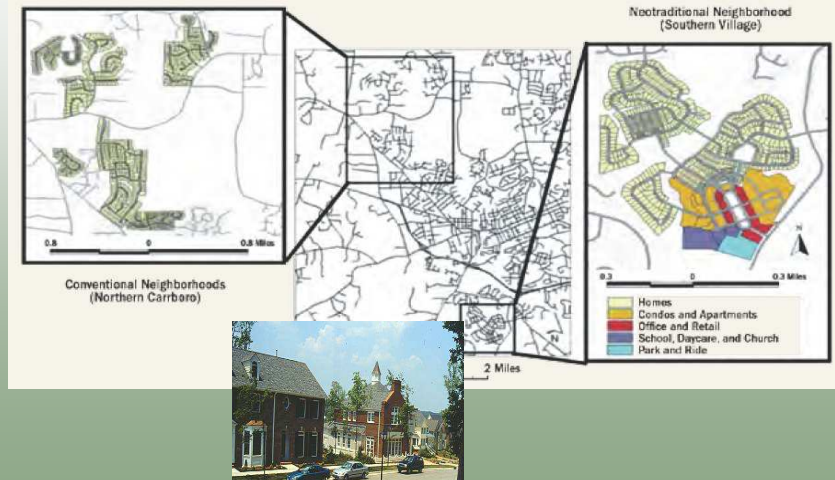 Neotraditional Neighborhood
(Southern Village)
0.8 0 0.8 Miles
Conventional Neighborhoods
(Northern Carrboro)
N
0.3 0 0.3 Miles
Homes
Condos and Apartments
Office and Retail
School, Daycare, and Church
Park and Ride
N
2 Miles